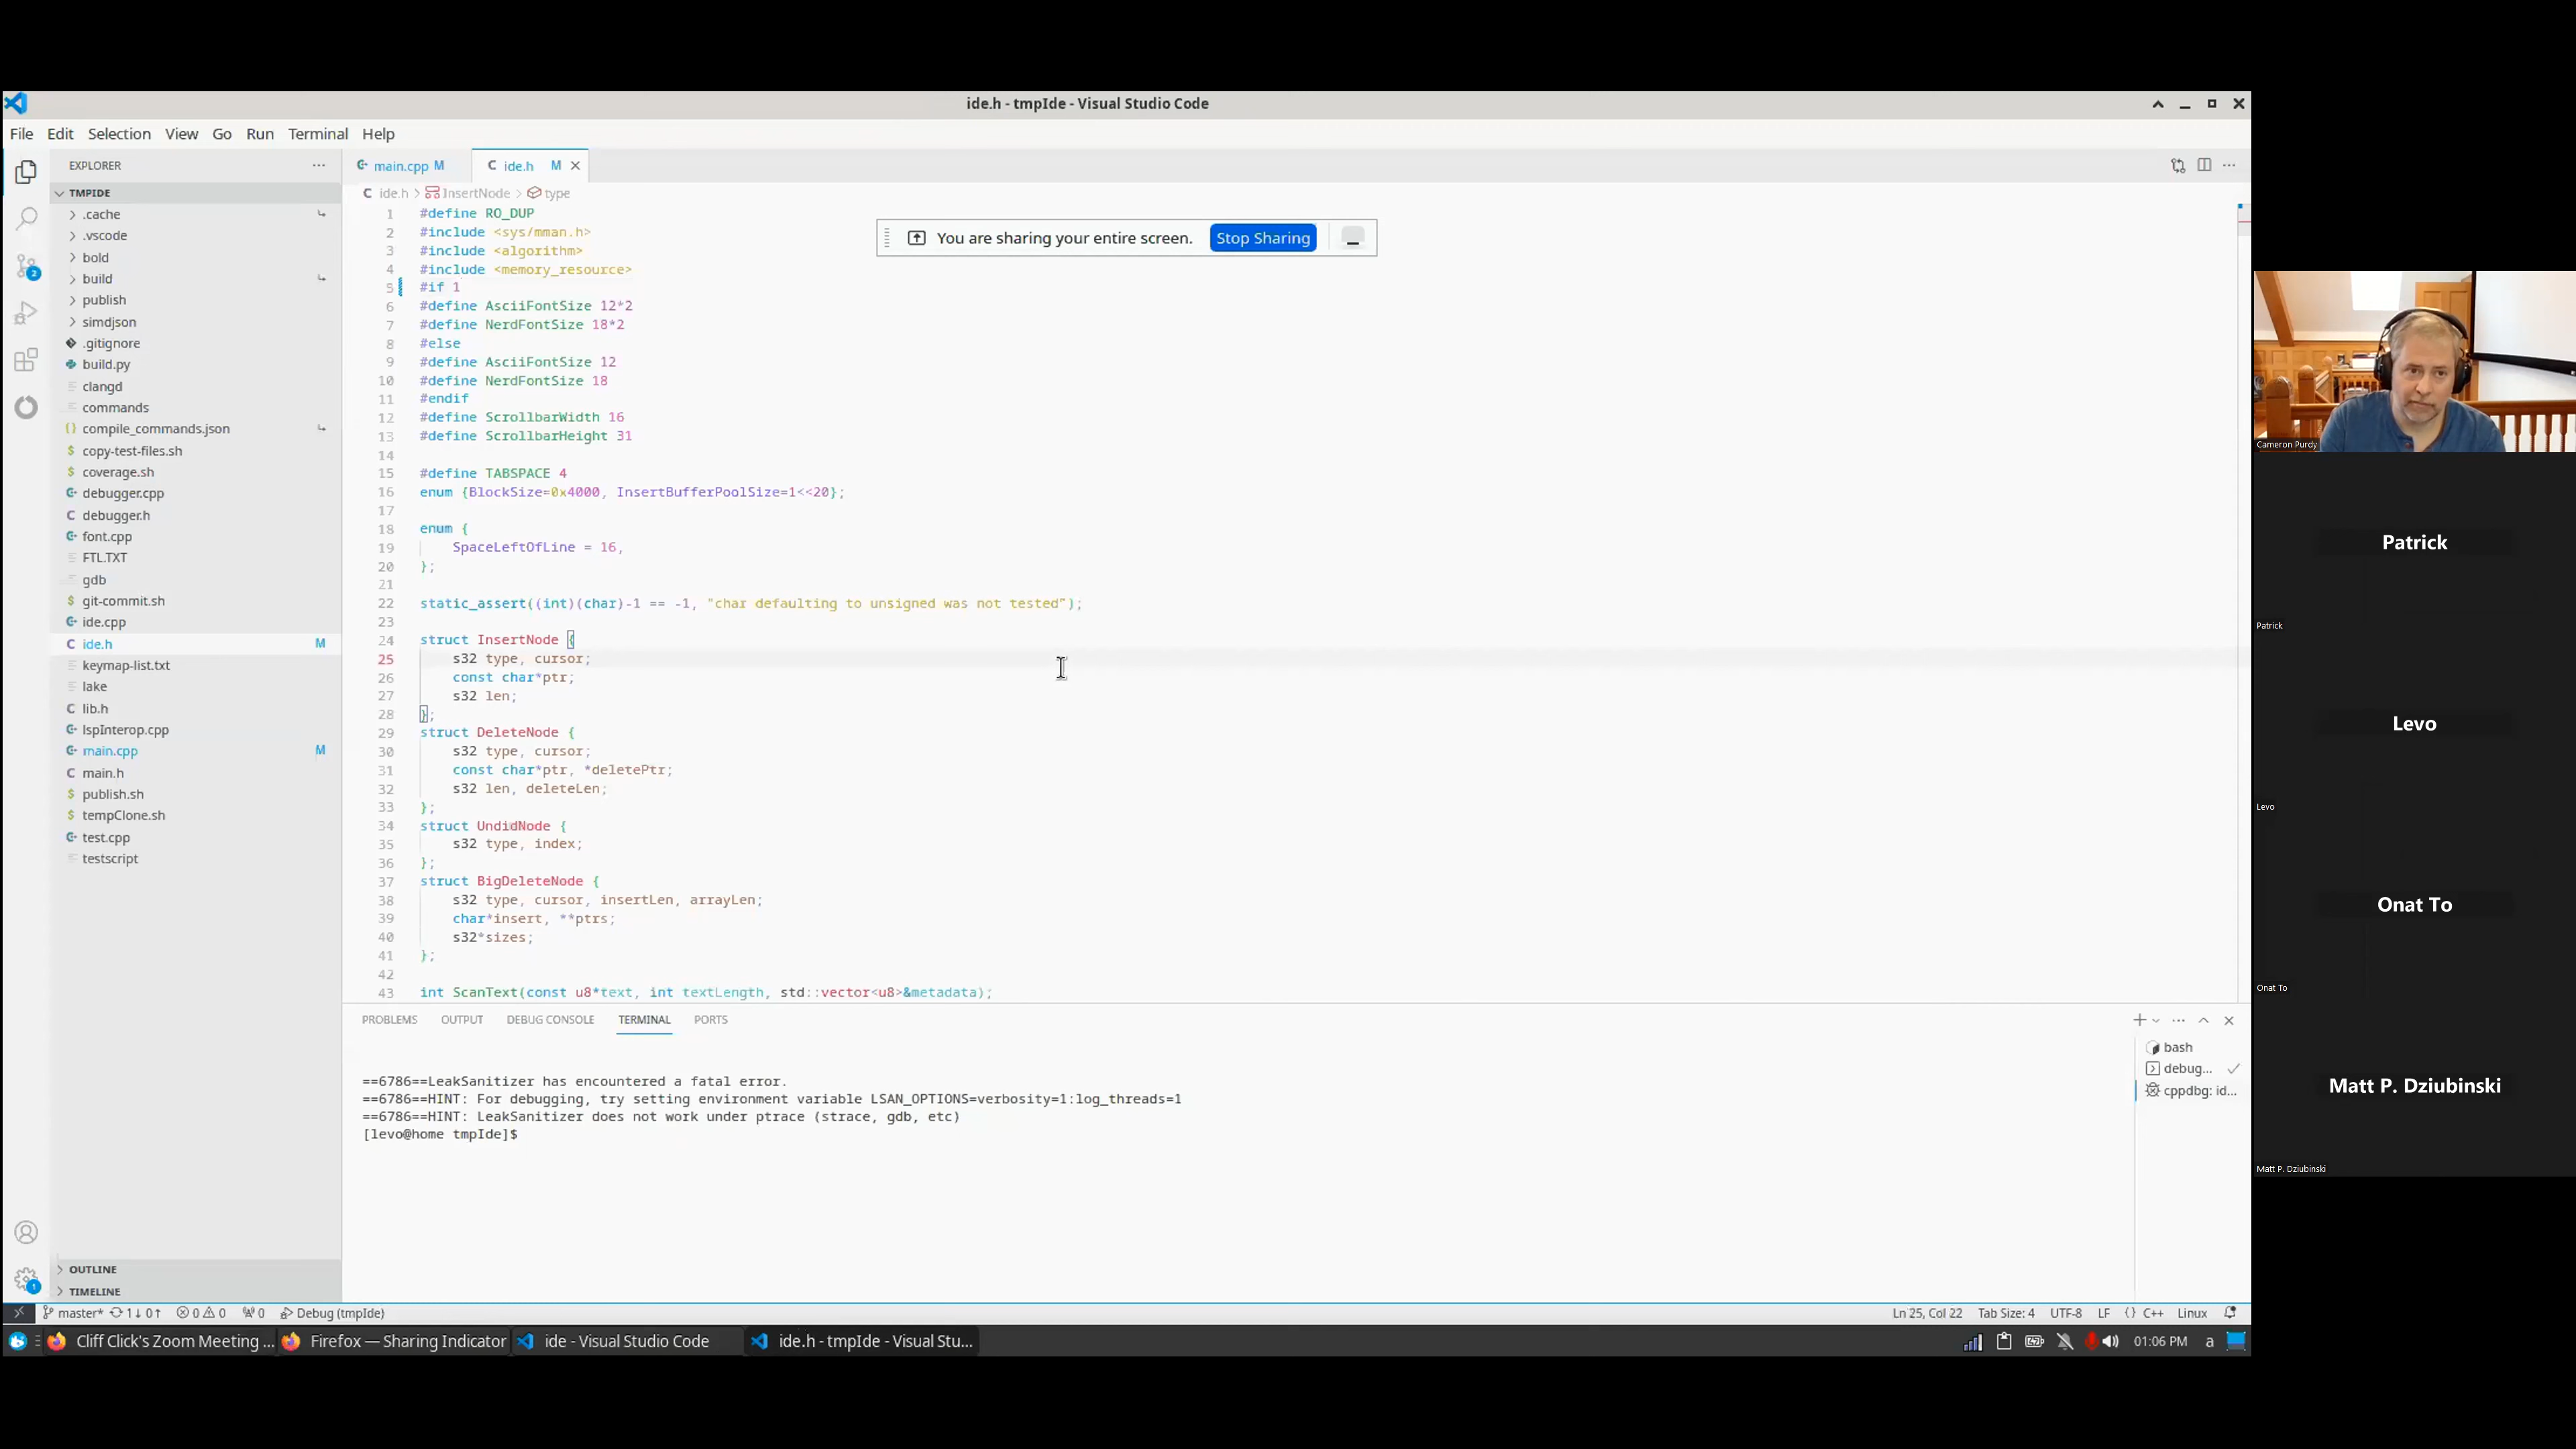 ide.h - tmpIde - Visual Studio Code
File Edit Selection View Go Run Terminal Help
EXPLORER
TMPIDE
.cache
.vscode
bold
build
publish
simdjson
.gitignore
build.py
clangd
commands
compile_commands.json
copy-test-files.sh
coverage.sh
debugger.cpp
debugger.h
font.cpp
FTL.TXT
gdb
git-commit.sh
ide.cpp
ide.h M
keymap-list.txt
lake
lib.h
lspInterop.cpp
main.cpp M
main.h
publish.sh
tempClone.sh
test.cpp
testscript
OUTLINE
TIMELINE
2
1
main.cpp M
ide.h M
ide.h > InsertNode > type
You are sharing your entire screen. Stop Sharing
1 #define RO_DUP
2 #include <sys/mman.h>
3 #include <algorithm>
4 #include <memory_resource>
5 #if 1
6 #define AsciiFontSize 12*2
7 #define NerdFontSize 18*2
8 #else
9 #define AsciiFontSize 12
10 #define NerdFontSize 18
11 #endif
12 #define ScrollbarWidth 16
13 #define ScrollbarHeight 31
14
15 #define TABSPACE 4
16 enum {BlockSize=0x4000, InsertBufferPoolSize=1<<20};
17
18 enum {
19 SpaceLeftOfLine = 16,
20 };
21
22 static_assert((int)(char)-1 == -1, "char defaulting to unsigned was not tested");
23
24 struct InsertNode {
25 s32 type, cursor;
26 const char*ptr;
27 s32 len;
28 };
29 struct DeleteNode {
30 s32 type, cursor;
31 const char*ptr, *deletePtr;
32 s32 len, deleteLen;
33 };
34 struct UndidNode {
35 s32 type, index;
36 };
37 struct BigDeleteNode {
38 s32 type, cursor, insertLen, arrayLen;
39 char*insert, **ptrs;
40 s32*sizes;
41 };
42
43 int ScanText(const u8*text, int textLength, std::vector<u8>&metadata);
PROBLEMS OUTPUT DEBUG CONSOLE TERMINAL PORTS
==6786==LeakSanitizer has encountered a fatal error.
==6786==HINT: For debugging, try setting environment variable LSAN_OPTIONS=verbosity=1:log_threads=1
==6786==HINT: LeakSanitizer does not work under ptrace (strace, gdb, etc)
[levo@home tmpIde]$
bash
debug...
cppdbg: id...
master* 1↓ 0↑ 0 0 0 Debug (tmpIde)
Ln 25, Col 22 Tab Size: 4 UTF-8 LF {} C++ Linux
Cliff Click's Zoom Meeting ... Firefox — Sharing Indicator ide - Visual Studio Code ide.h - tmpIde - Visual Stu...
01:06 PM a
Cameron Purdy
Patrick
Patrick
Levo
Levo
Onat To
Onat To
Matt P. Dziubinski
Matt P. Dziubinski